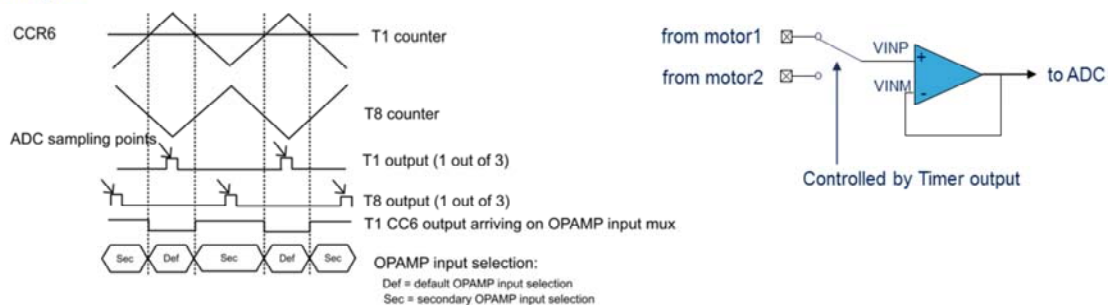 CCR6
T1 counter
T8 counter
ADC sampling points
T1 output (1 out of 3)
T8 output (1 out of 3)
T1 CC6 output arriving on OPAMP input mux
Sec
Def
Sec
Def
Sec
OPAMP input selection:
Def = default OPAMP input selection
Sec = secondary OPAMP input selection
from motor1
VINP
+
from motor2
VINM
-
to ADC
Controlled by Timer output